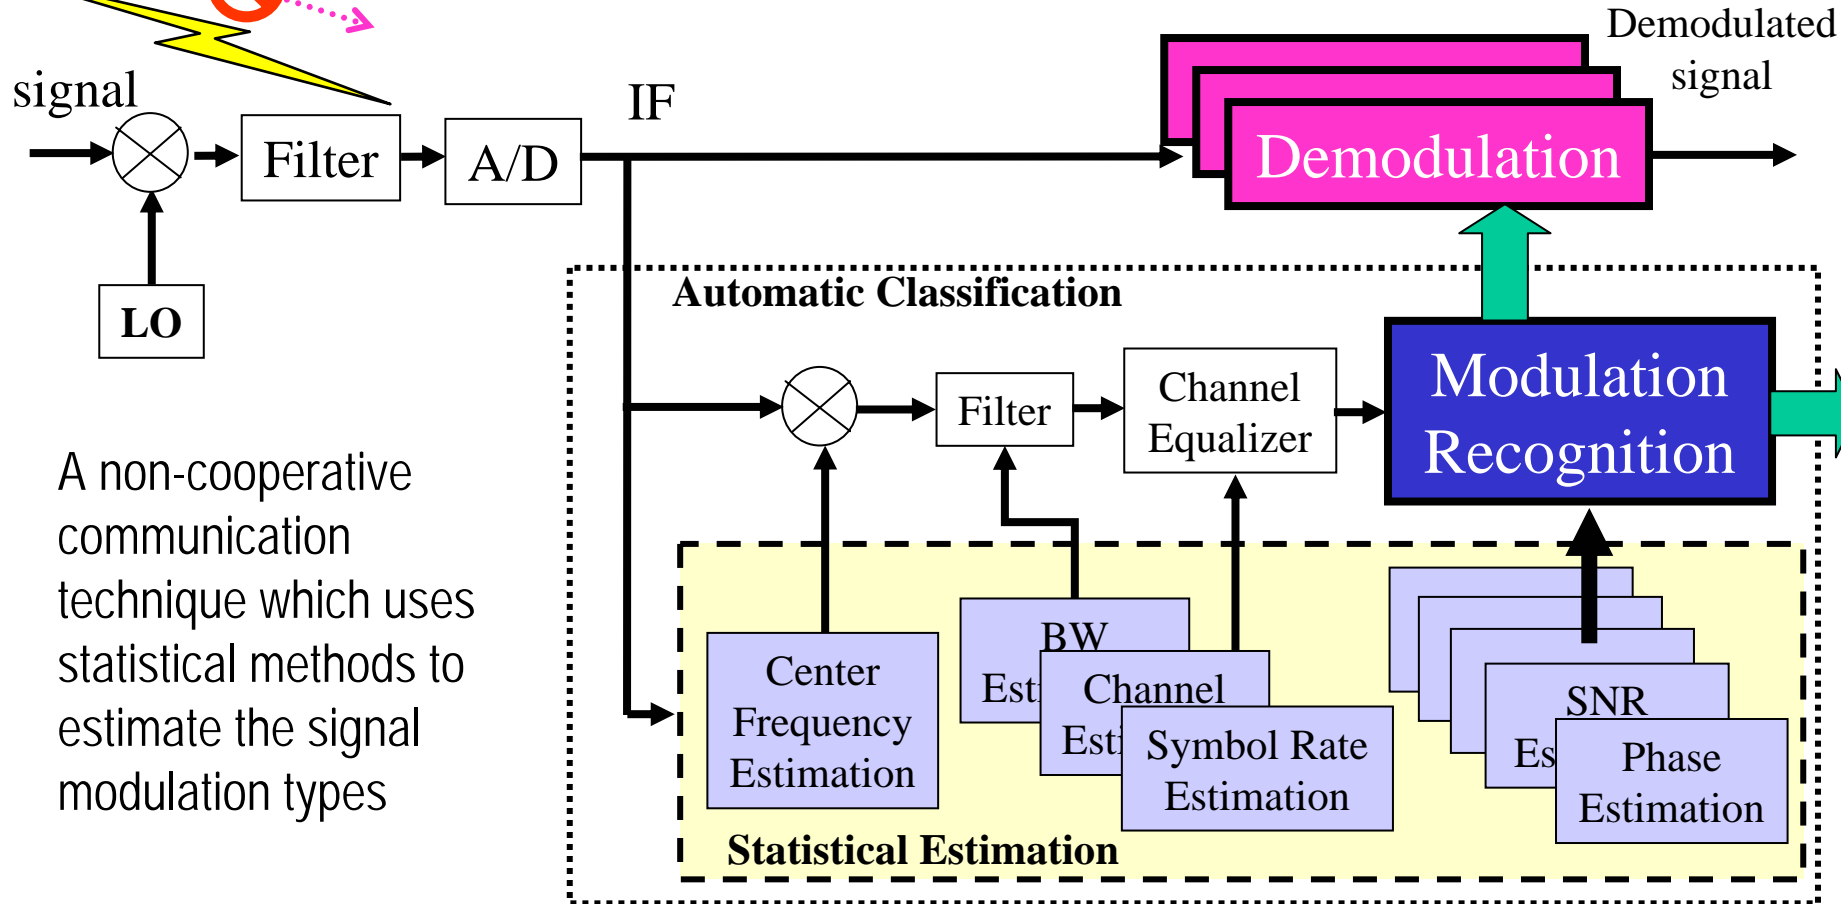 Demodulated
signal
signal
IF
Filter
A/D
Demodulation
LO
Automatic Classification
Modulation
Recognition
Filter
Channel
Equalizer
A non-cooperative
communication
technique which uses
statistical methods to
estimate the signal
modulation types
Center
Frequency
Estimation
BW
Channel
Symbol Rate
Estimation
SNR
Phase
Estimation
Statistical Estimation